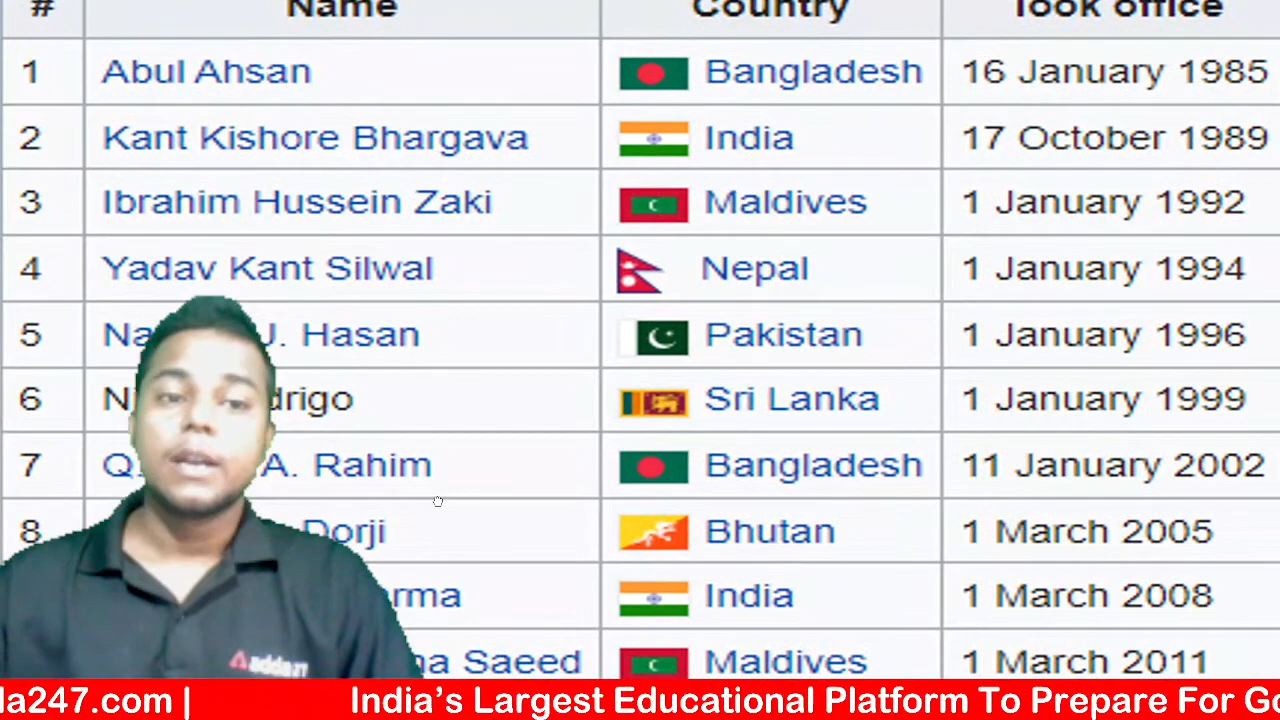 # Name Country Took office
1 Abul Ahsan Bangladesh 16 January 1985
2 Kant Kishore Bhargava India 17 October 1989
3 Ibrahim Hussein Zaki Maldives 1 January 1992
4 Yadav Kant Silwal Nepal 1 January 1994
5 J. Hasan Pakistan 1 January 1996
6 Sri Lanka 1 January 1999
7 Q. A. Rahim Bangladesh 11 January 2002
8 Dorji Bhutan 1 March 2005
India 1 March 2008
Saeed Maldives 1 March 2011
adda247
da247.com | India's Largest Educational Platform To Prepare For Go